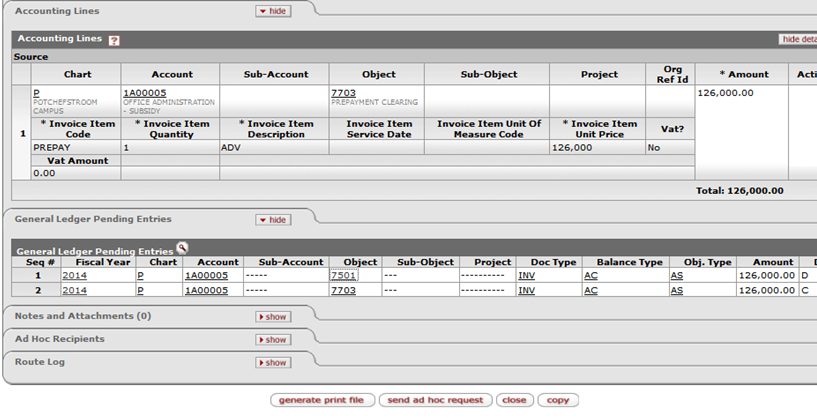 Accounting Lines
hide
Accounting Lines ?
hide deta
Source
Chart Account Sub-Account Object Sub-Object Project Org Ref Id * Amount Acti
1
P 1A00005 7703 126,000.00
POTCHEFSTROOM CAMPUS OFFICE ADMINISTRATION - SUBSIDY PREPAYMENT CLEARING
* Invoice Item Code * Invoice Item Quantity * Invoice Item Description Invoice Item Service Date Invoice Item Unit Of Measure Code * Invoice Item Unit Price Vat?
PREPAY 1 ADV 126,000 No
Vat Amount
0.00
Total: 126,000.00
General Ledger Pending Entries
hide
General Ledger Pending Entries
Seq # Fiscal Year Chart Account Sub-Account Object Sub-Object Project Doc Type Balance Type Obj. Type Amount D
1 2014 P 1A00005 ----- 7501 --- ---------- INV AC AS 126,000.00 D
2 2014 P 1A00005 ----- 7703 --- ---------- INV AC AS 126,000.00 C
Notes and Attachments (0)
show
Ad Hoc Recipients
show
Route Log
show
generate print file send ad hoc request close copy